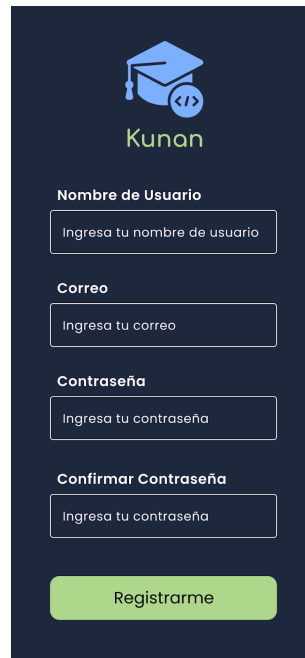 </>
Kunan
Nombre de Usuario
Ingresa tu nombre de usuario
Correo
Ingresa tu correo
Contraseña
Ingresa tu contraseña
Confirmar Contraseña
Ingresa tu contraseña
Registrarme